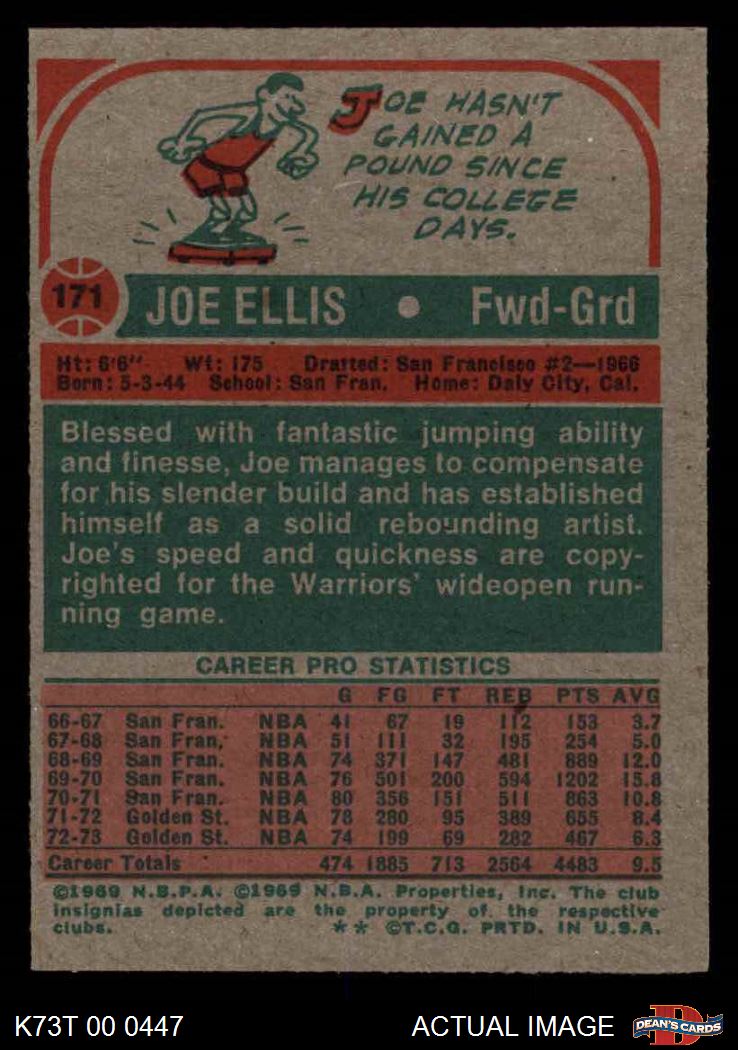 JOE HASN'T
GAINED A
POUND SINCE
HIS COLLEGE
DAYS.
171 JOE ELLIS • Fwd-Grd
Ht: 6'6" Wt: 175 Drafted: San Francisco #2—1966
Born: 5-3-44 School: San Fran. Home: Daly City, Cal.
Blessed with fantastic jumping ability
and finesse, Joe manages to compensate
for his slender build and has established
himself as a solid rebounding artist.
Joe's speed and quickness are copy-
righted for the Warriors' wideopen run-
ning game.
CAREER PRO STATISTICS
G FG FT REB PTS AVG
66-67 San Fran. NBA 41 67 19 112 153 3.7
67-68 San Fran. NBA 51 111 32 195 254 5.0
68-69 San Fran. NBA 74 371 147 481 889 12.0
69-70 San Fran. NBA 76 501 200 594 1202 15.8
70-71 San Fran. NBA 80 356 151 511 863 10.8
71-72 Golden St. NBA 78 280 95 389 655 8.4
72-73 Golden St. NBA 74 199 69 282 467 6.3
Career Totals 474 1885 713 2564 4483 9.5
©1969 N.B.P.A. ©1969 N.B.A. Properties, Inc. The club
insignias depicted are the property of the respective
clubs. ** ©T.C.G. PRTD. IN U.S.A.
K73T 00 0447 ACTUAL IMAGE D DEAN'S CARDS